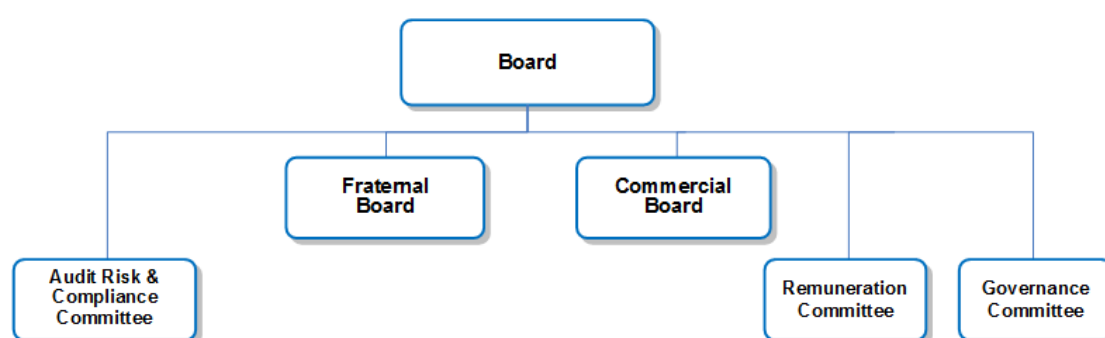 Board
Fraternal
Board
Commercial
Board
Audit Risk &
Compliance
Committee
Remuneration
Committee
Governance
Committee